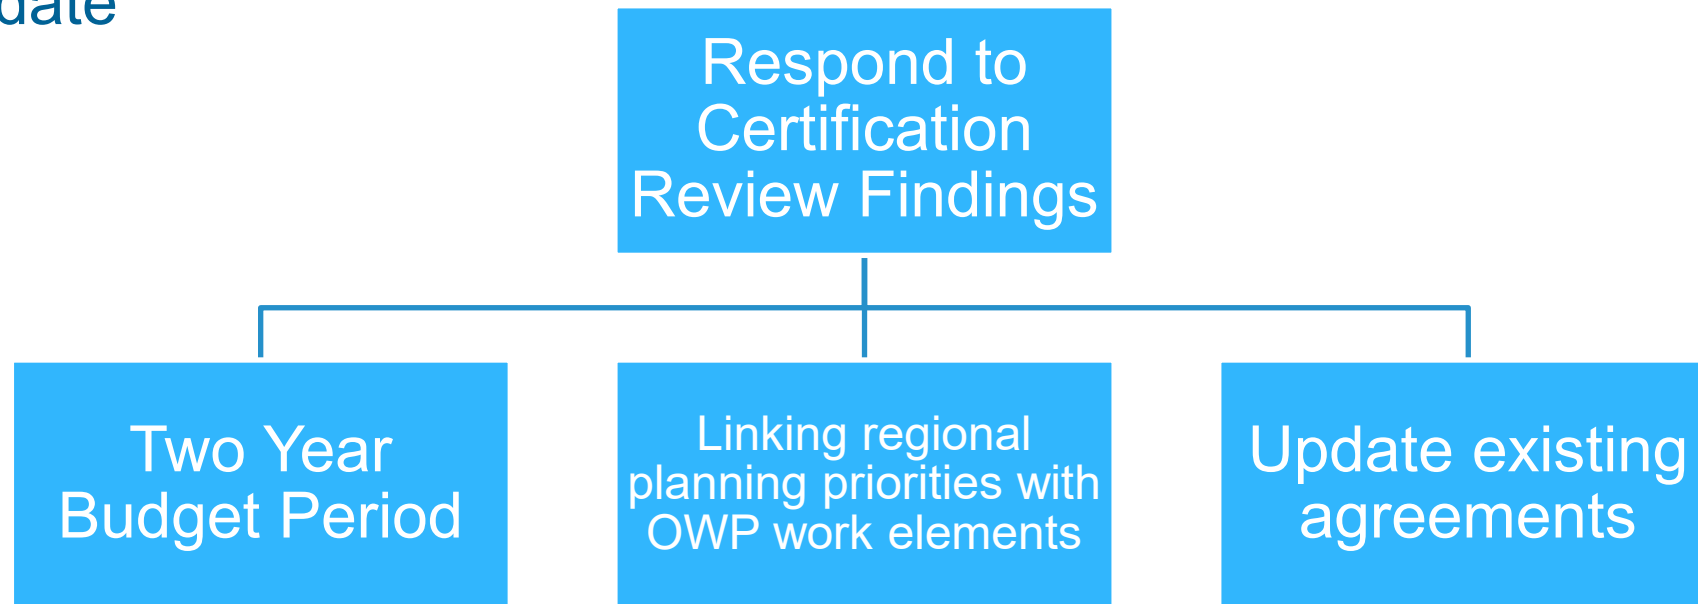 date
Respond to
Certification
Review Findings
Two Year
Budget Period
Linking regional
planning priorities with
OWP work elements
Update existing
agreements